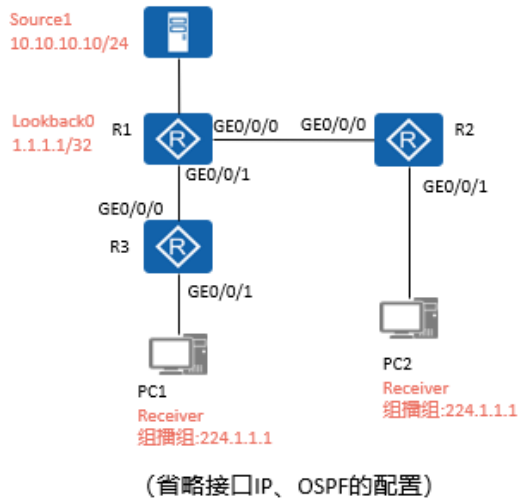 Source1
10.10.10.10/24
Lookback0
1.1.1.1/32
R1
GE0/0/0
GE0/0/0
R2
GE0/0/1
GE0/0/1
GE0/0/0
R3
GE0/0/1
PC1
Receiver
组播组:224.1.1.1
PC2
Receiver
组播组:224.1.1.1
(省略接口IP、OSPF的配置)